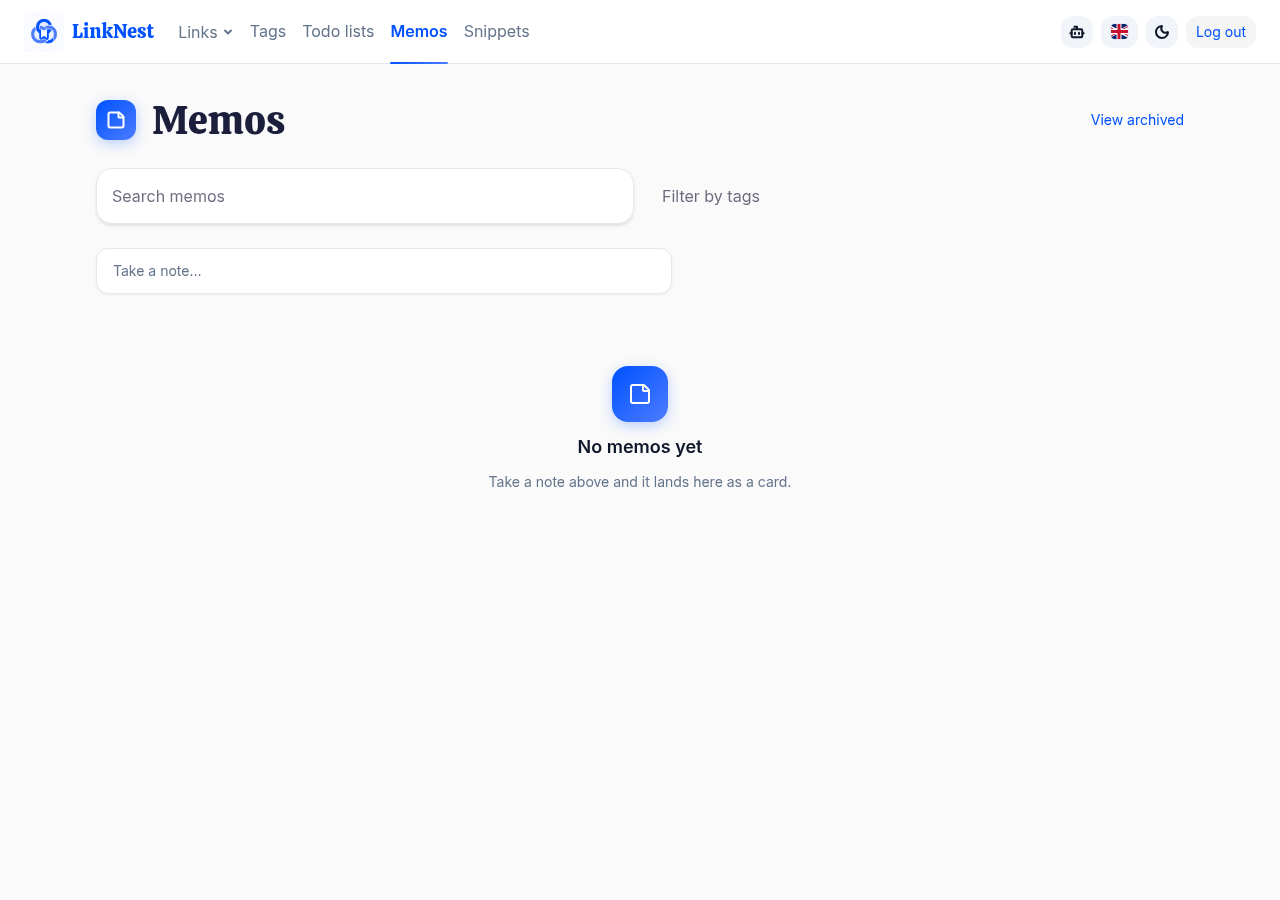 LinkNest
Links
Tags
Todo lists
Memos
Snippets
Log out
Memos
View archived
Search memos
Filter by tags
Take a note...
No memos yet
Take a note above and it lands here as a card.